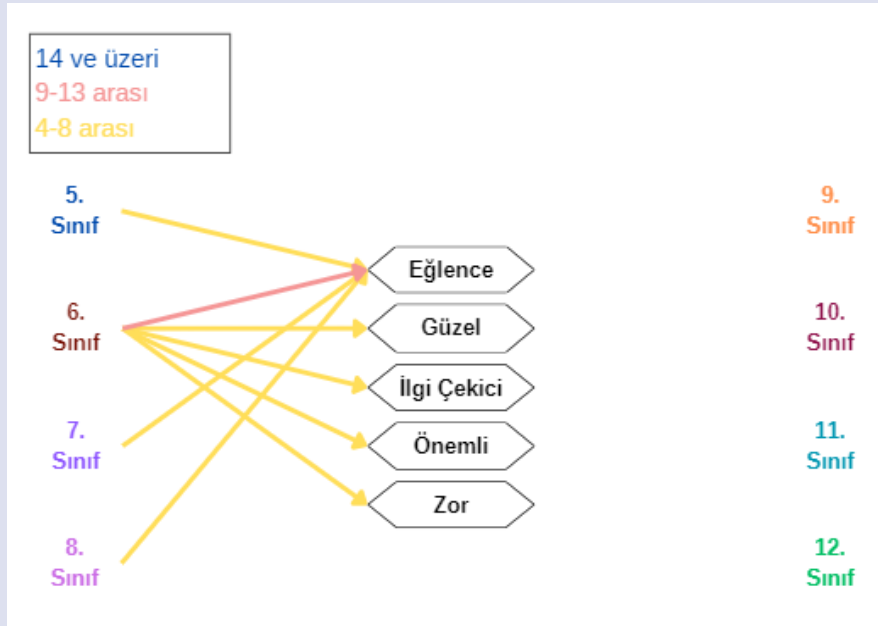 14 ve üzeri
9-13 arası
4-8 arası
5.
Sınıf
6.
Sınıf
7.
Sınıf
8.
Sınıf
Eğlence
Güzel
İlgi Çekici
Önemli
Zor
9.
Sınıf
10.
Sınıf
11.
Sınıf
12.
Sınıf